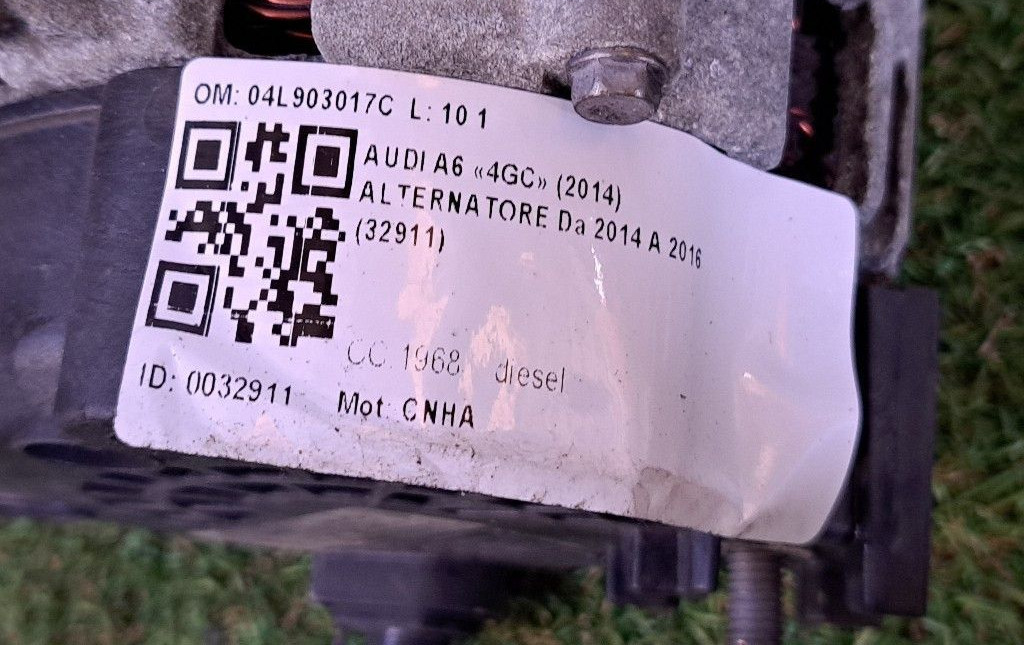 OM: 04L903017C L: 10 1
AUDI A6 «4GC» (2014)
ALTERNATORE Da 2014 A 2016
(32911)
CC 1968 diesel
ID: 0032911 Mot: CNHA